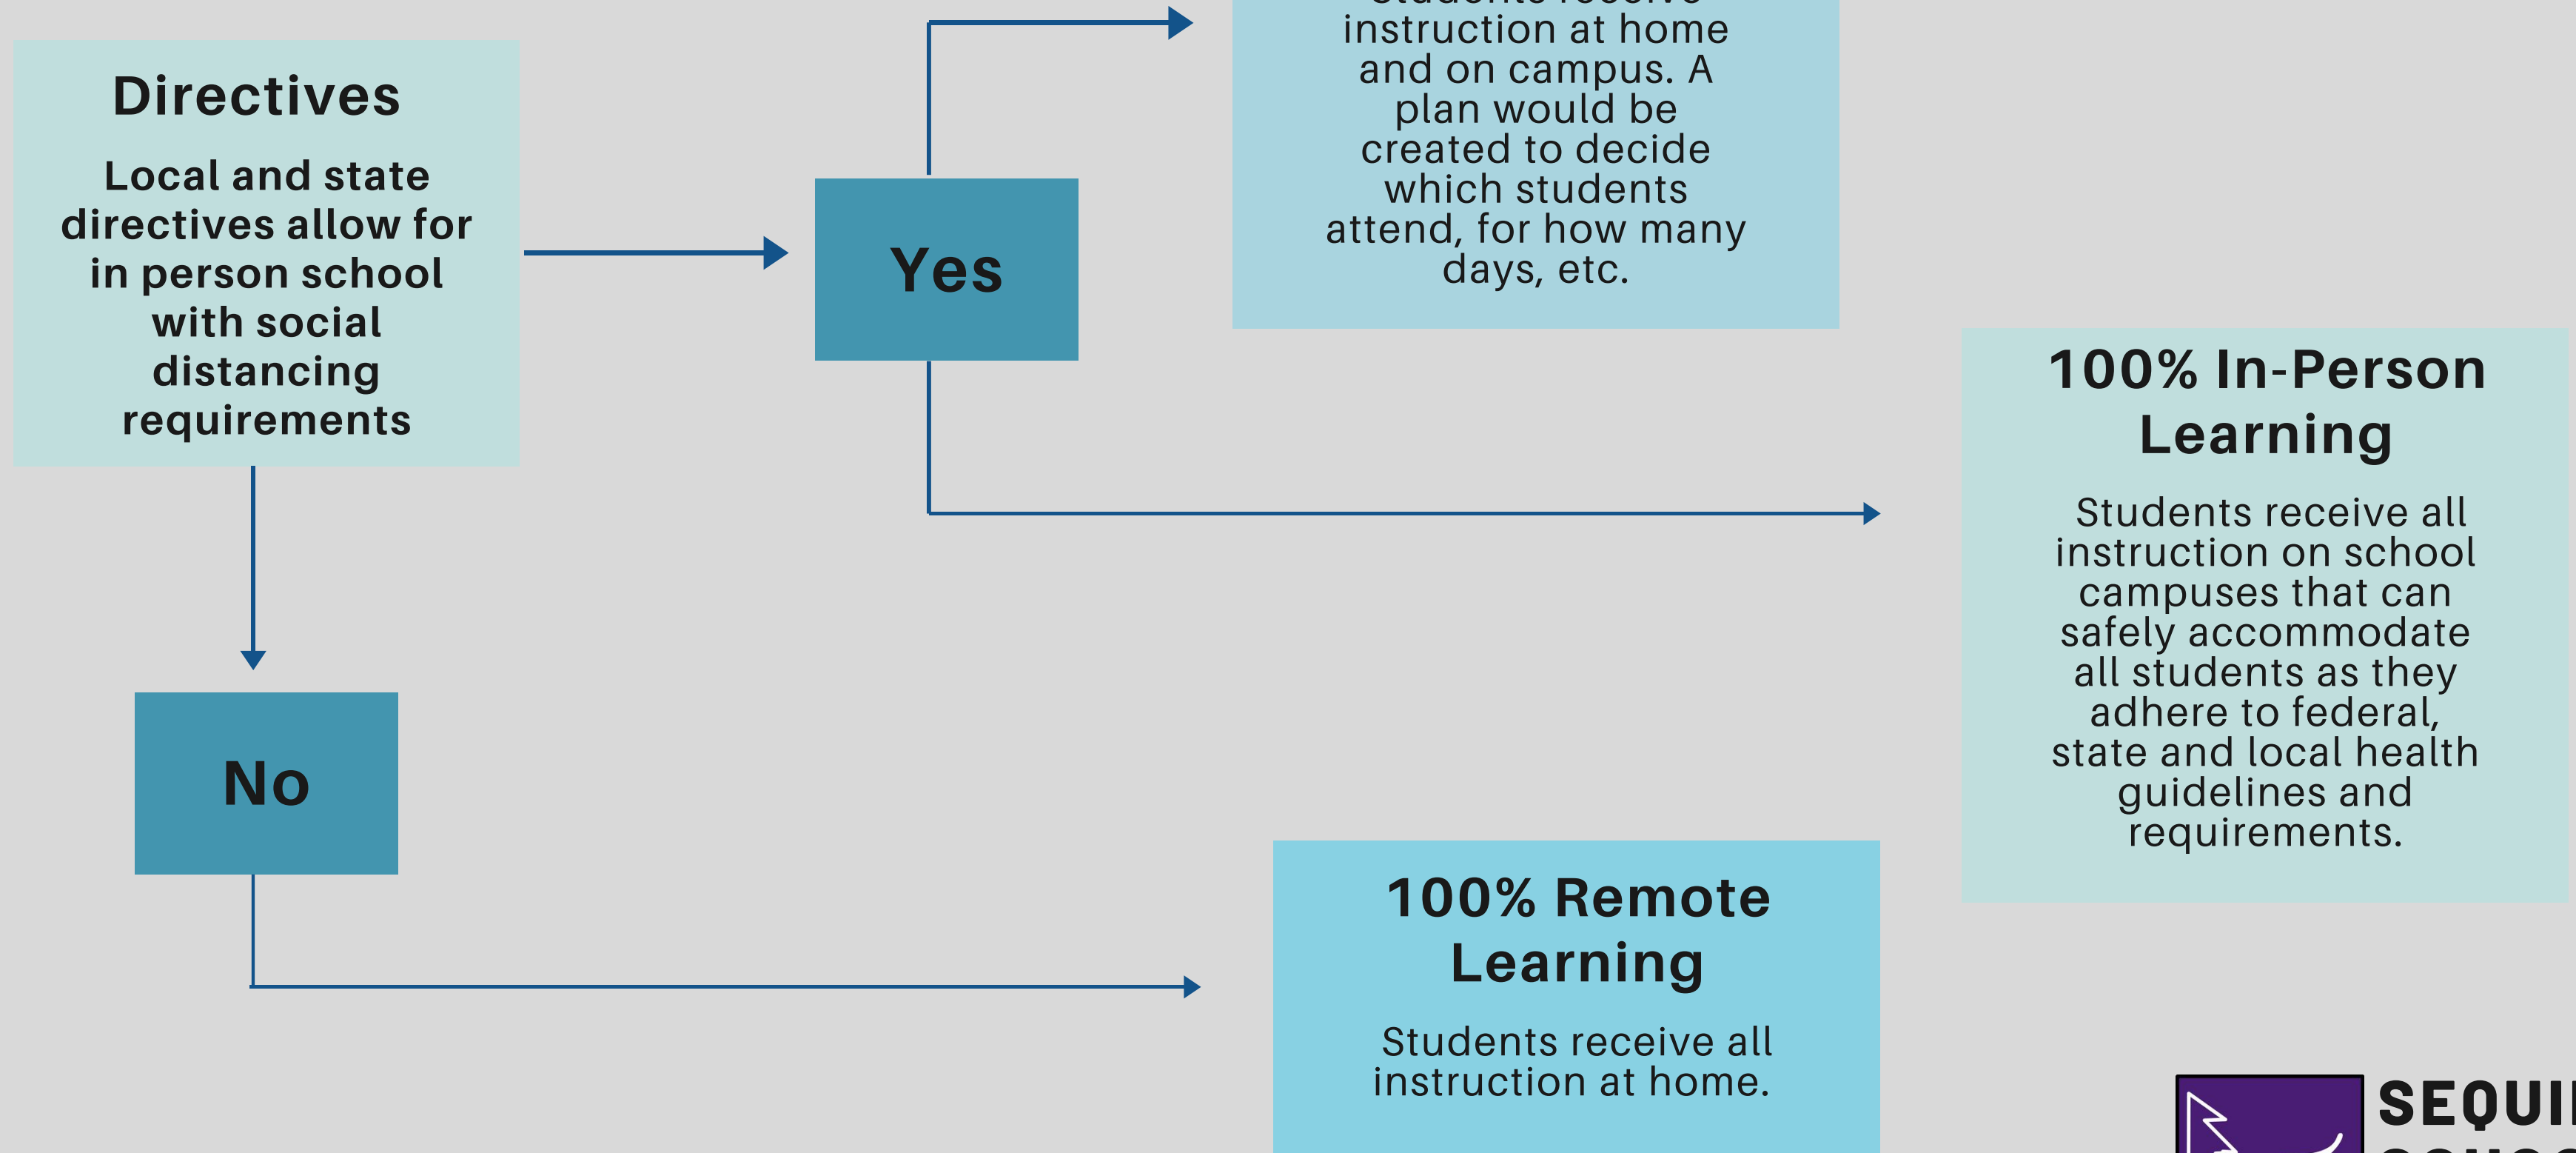 Directives
Local and state
directives allow for
in person school
with social
distancing
requirements
Yes
Students receive
instruction at home
and on campus. A
plan would be
created to decide
which students
attend, for how many
days, etc.
100% In-Person
Learning
Students receive all
instruction on school
campuses that can
safely accommodate
all students as they
adhere to federal,
state and local health
guidelines and
requirements.
No
100% Remote
Learning
Students receive all
instruction at home.